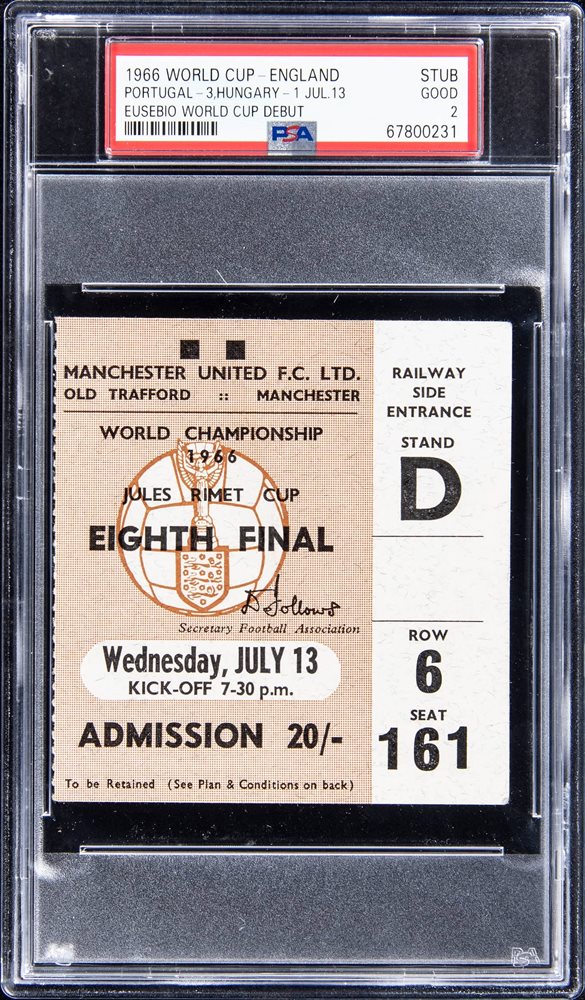 1966 WORLD CUP - ENGLAND STUB
PORTUGAL - 3, HUNGARY - 1 JUL.13 GOOD
EUSEBIO WORLD CUP DEBUT 2
PSA 67800231
MANCHESTER UNITED F.C. LTD.
OLD TRAFFORD :: MANCHESTER
WORLD CHAMPIONSHIP
1966
JULES RIMET CUP
EIGHTH FINAL
D Follows
Secretary Football Association
Wednesday, JULY 13
KICK-OFF 7-30 p.m.
ADMISSION 20/-
To be Retained (See Plan & Conditions on back)
RAILWAY
SIDE
ENTRANCE
STAND
D
ROW
6
SEAT
161
PSA